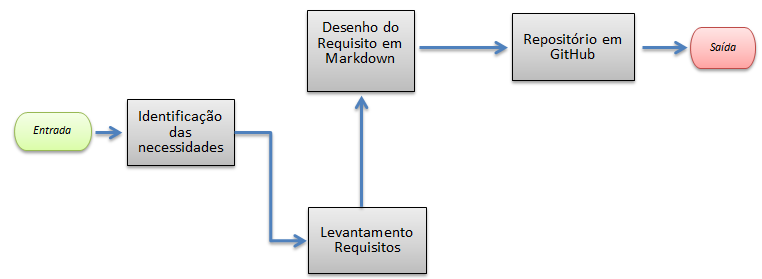 Entrada
Identificação
das
necessidades
Levantamento
Requisitos
Desenho do
Requisito em
Markdown
Repositório em
GitHub
Saída